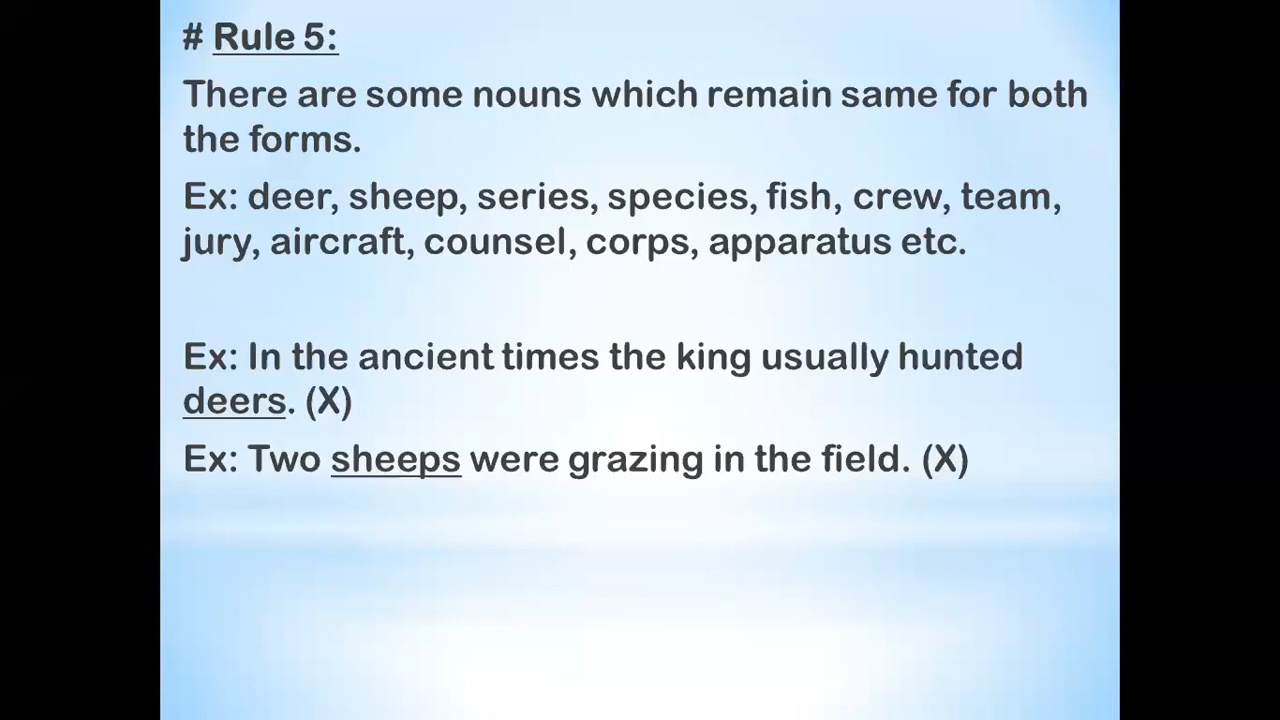 # Rule 5:
There are some nouns which remain same for both
the forms.
Ex: deer, sheep, series, species, fish, crew, team,
jury, aircraft, counsel, corps, apparatus etc.
Ex: In the ancient times the king usually hunted
deers. (X)
Ex: Two sheeps were grazing in the field. (X)